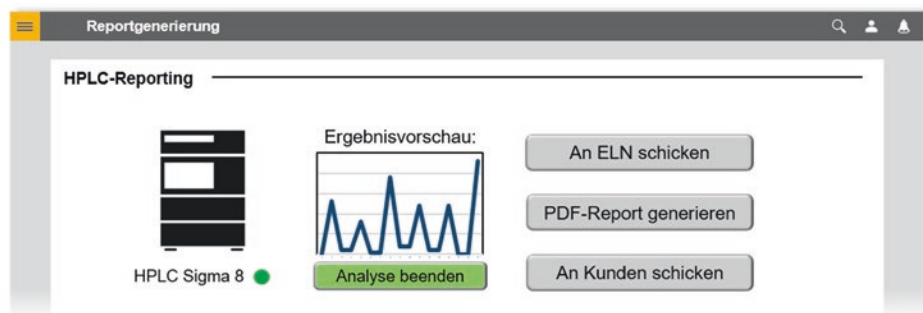 Reportgenerierung
HPLC-Reporting
Ergebnisvorschau:
An ELN schicken
PDF-Report generieren
HPLC Sigma 8
Analyse beenden
An Kunden schicken